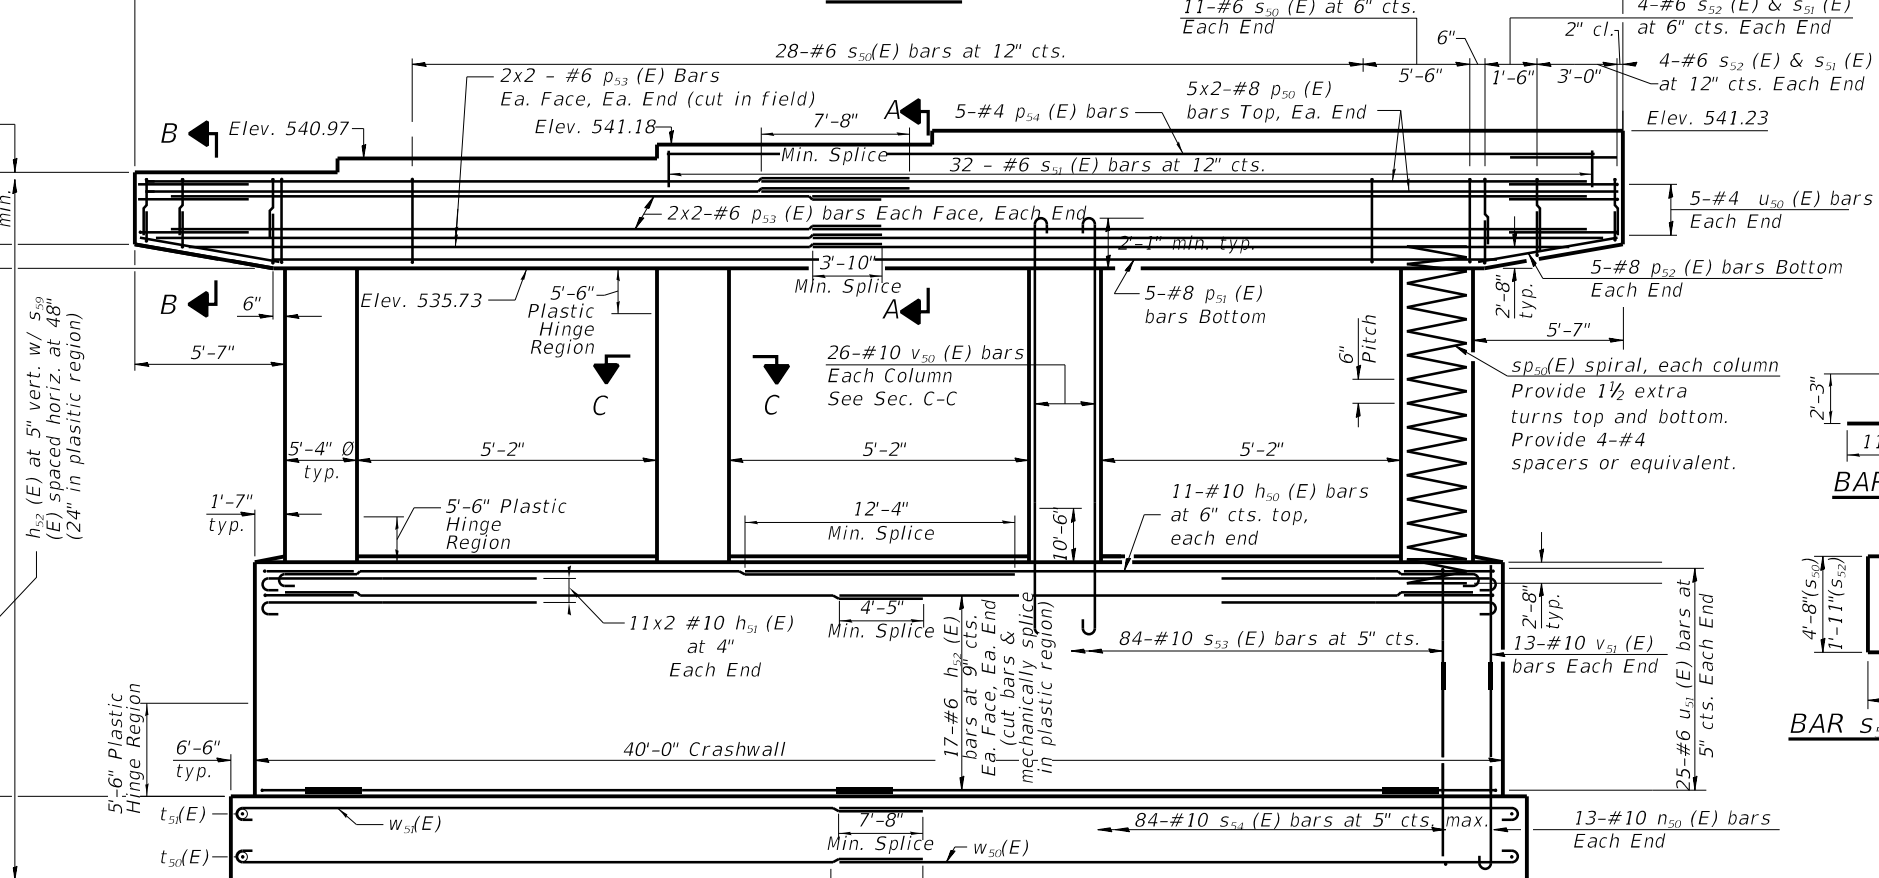 11-#6 s50 (E) at 6" cts.
Each End
4-#6 s52 (E) & s51 (E)
at 6" cts. Each End
2" cl.
6"
28-#6 s50(E) bars at 12" cts.
5'-6"
1'-6"
3'-0"
4-#6 s52 (E) & s51 (E)
at 12" cts. Each End
2x2 - #6 p53 (E) Bars
Ea. Face, Ea. End (cut in field)
5x2-#8 p50 (E)
bars Top, Ea. End
A
5-#4 p54 (E) bars
7'-8"
Min. Splice
B
Elev. 540.97
Elev. 541.18
Elev. 541.23
32 - #6 s51 (E) bars at 12" cts.
min.
2x2-#6 p53 (E) bars Each Face, Each End
5-#4 u50 (E) bars
Each End
2'-1" min. typ.
3'-10"
Min. Splice
5-#8 p52 (E) bars Bottom
Each End
B
6"
Elev. 535.73
5'-6"
Plastic
Hinge
Region
A
5-#8 p51 (E)
bars Bottom
2'-8"
typ.
5'-7"
5'-7"
h52 (E) at 5" vert. w/ s59
(E) spaced horiz. at 48"
(24" in plasitic region)
26-#10 v50 (E) bars
Each Column
See Sec. C-C
C
C
6"
Pitch
sp50(E) spiral, each column
Provide 1½ extra
turns top and bottom.
Provide 4-#4
spacers or equivalent.
2'-3"
11
BAR
5'-4" Ø
typ.
5'-2"
5'-2"
5'-2"
1'-7"
typ.
5'-6" Plastic
Hinge
Region
12'-4"
Min. Splice
10'-6"
11-#10 h50 (E) bars
at 6" cts. top,
each end
4'-5"
Min. Splice
11x2 #10 h51 (E)
at 4"
Each End
17-#6 h52 (E)
bars at 9" cts.
Ea. Face, Ea. End
(cut bars &
mechanically splice
in plastic region)
84-#10 s53 (E) bars at 5" cts.
2'-8"
typ.
13-#10 v51 (E)
bars Each End
25-#6 u51 (E) bars at
5" cts. Each End
4'-8"(s50)
1'-11"(s52)
BAR s
5'-6" Plastic
Hinge Region
6'-6"
typ.
40'-0" Crashwall
t51(E)
w51(E)
7'-8"
Min. Splice
84-#10 s54 (E) bars at 5" cts. max.
13-#10 n50 (E) bars
Each End
t50(E)
w50(E)